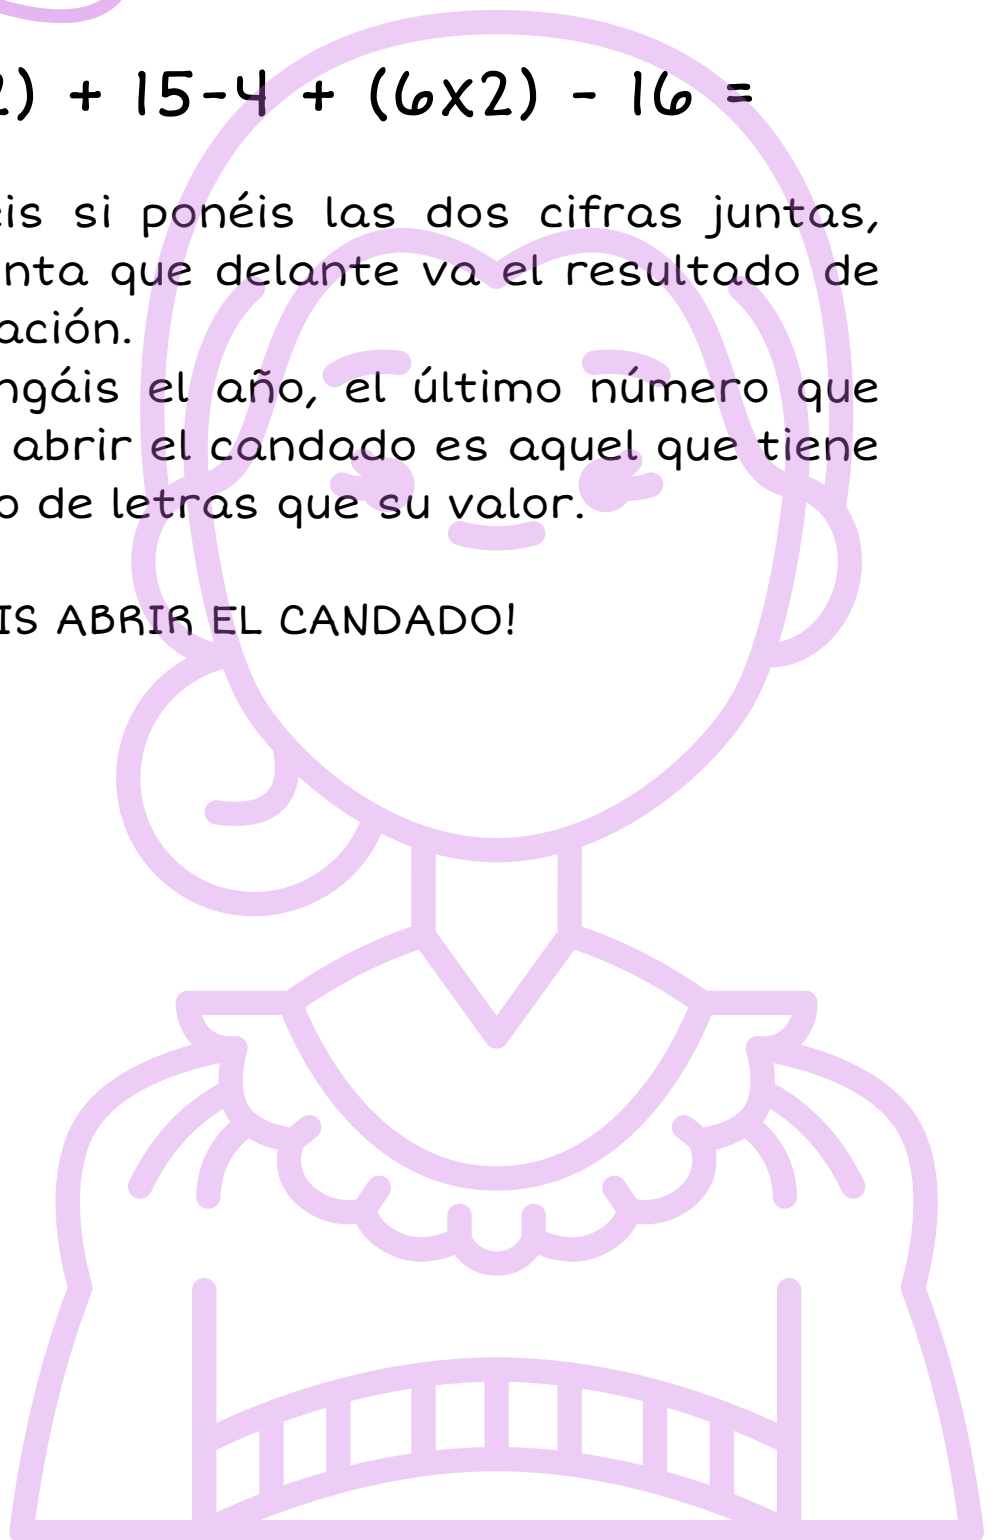 2) + 15-4 + (6x2) - 16 =
éis si ponéis las dos cifras juntas,
nta que delante va el resultado de
ación.
ngáis el año, el último número que
abrir el candado es aquel que tiene
o de letras que su valor.
IS ABRIR EL CANDADO!